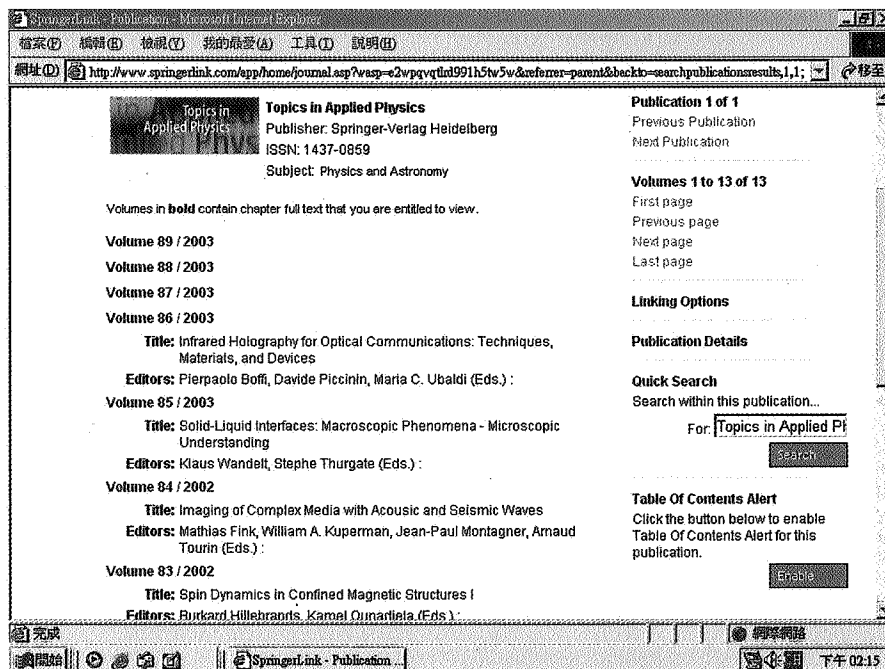 SpringerLink - Publication - Microsoft Internet Explorer
檔案(F) 編輯(E) 檢視(V) 我的最愛(A) 工具(T) 說明(H)
網址(D) http://www.springerlink.com/app/home/journal.asp?wasp=e2wpqvqtlrd991h5tw5w&referrer=parent&backto=searchpublicationsresults,1,1; 移至
Topics in
Applied Physics
Topics in Applied Physics
Publisher: Springer-Verlag Heidelberg
ISSN: 1437-0859
Subject: Physics and Astronomy
Volumes in bold contain chapter full text that you are entitled to view.
Volume 89 / 2003
Volume 88 / 2003
Volume 87 / 2003
Volume 86 / 2003
Title: Infrared Holography for Optical Communications: Techniques,
Materials, and Devices
Editors: Pierpaolo Boffi, Davide Piccinin, Maria C. Ubaldi (Eds.) :
Volume 85 / 2003
Title: Solid-Liquid Interfaces: Macroscopic Phenomena - Microscopic
Understanding
Editors: Klaus Wandelt, Stephe Thurgate (Eds.) :
Volume 84 / 2002
Title: Imaging of Complex Media with Acousic and Seismic Waves
Editors: Mathias Fink, William A. Kuperman, Jean-Paul Montagner, Arnaud
Tourin (Eds.) :
Volume 83 / 2002
Title: Spin Dynamics in Confined Magnetic Structures I
Editors: Burkard Hillebrands, Kamel Ounadjela (Eds.) :
Publication 1 of 1
Previous Publication
Next Publication
Volumes 1 to 13 of 13
First page
Previous page
Next page
Last page
Linking Options
Publication Details
Quick Search
Search within this publication...
For: Topics in Applied Ph
Search
Table Of Contents Alert
Click the button below to enable
Table Of Contents Alert for this
publication.
Enable
完成 網際網路
開始 SpringerLink - Publication ... 下午 02:15